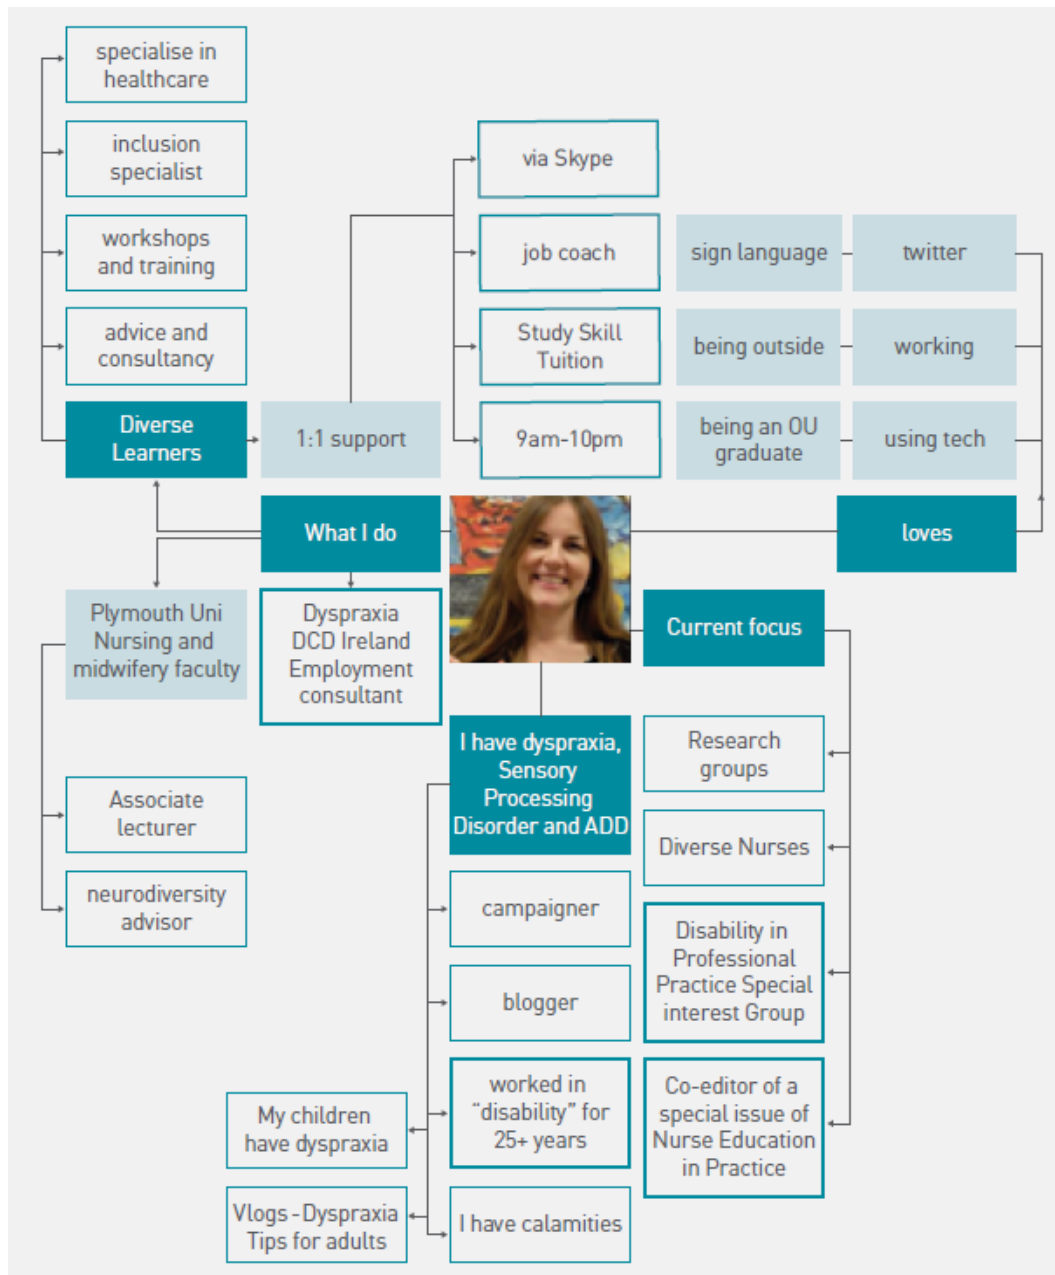 specialise in
healthcare
inclusion
specialist
workshops
and training
advice and
consultancy
Diverse
Learners
1:1 support
via Skype
job coach
Study Skill
Tuition
9am-10pm
sign language
twitter
being outside
working
being an OU
graduate
using tech
What I do
loves
Plymouth Uni
Nursing and
midwifery faculty
Dyspraxia
DCD Ireland
Employment
consultant
Current focus
Associate
lecturer
neurodiversity
advisor
I have dyspraxia,
Sensory
Processing
Disorder and ADD
campaigner
blogger
worked in
“disability” for
25+ years
My children
have dyspraxia
Vlogs - Dyspraxia
Tips for adults
I have calamities
Research
groups
Diverse Nurses
Disability in
Professional
Practice Special
interest Group
Co-editor of a
special issue of
Nurse Education
in Practice